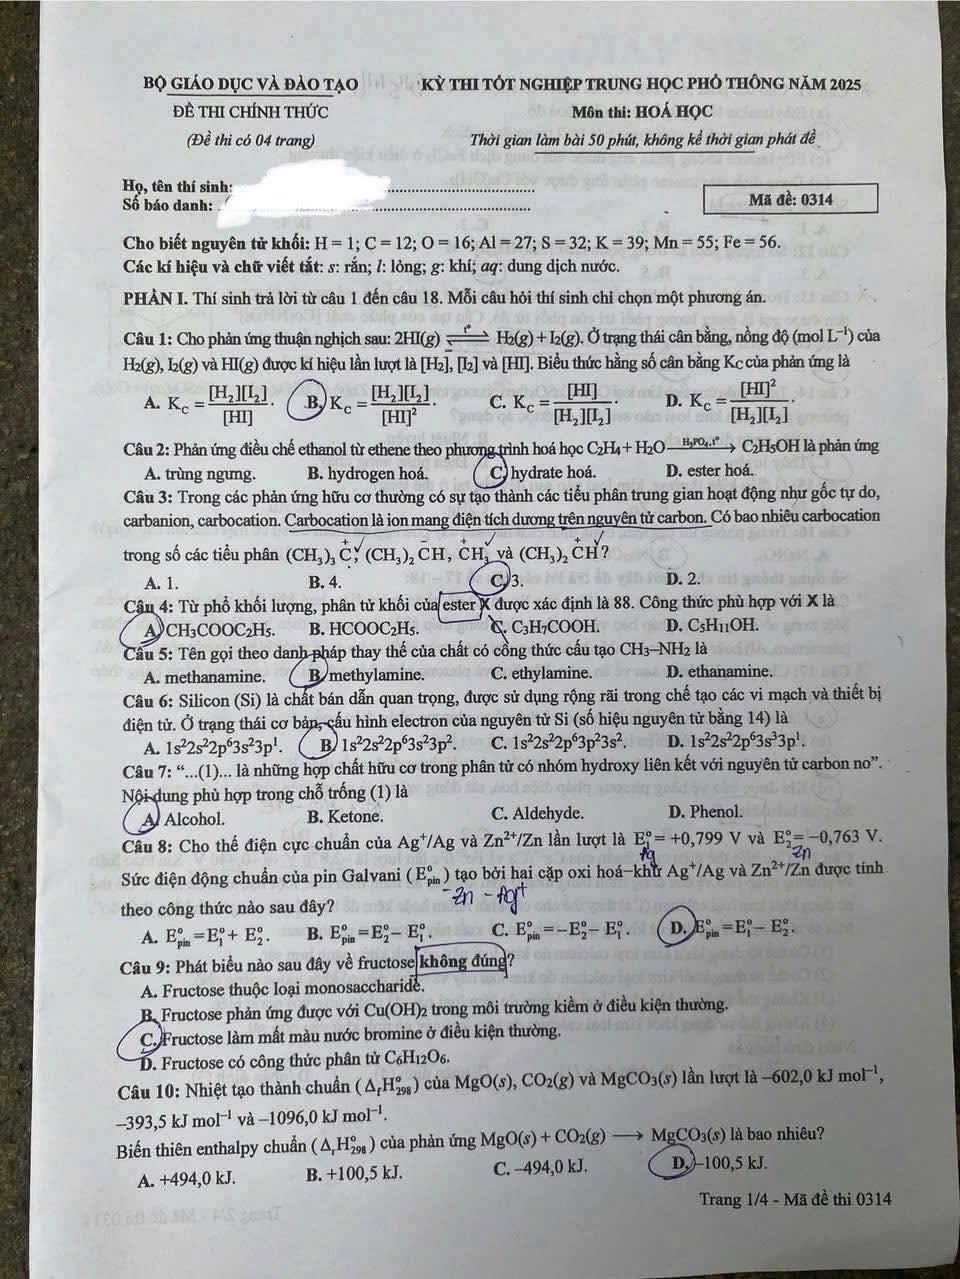 BỘ GIÁO DỤC VÀ ĐÀO TẠO
ĐỀ THI CHÍNH THỨC
(Đề thi có 04 trang)
KỲ THI TỐT NGHIỆP TRUNG HỌC PHỔ THÔNG NĂM 2025
Môn thi: HOÁ HỌC
Thời gian làm bài 50 phút, không kể thời gian phát đề
Họ, tên thí sinh:
Số báo danh:
Mã đề: 0314
Cho biết nguyên tử khối: H = 1; C = 12; O = 16; Al = 27; S = 32; K = 39; Mn = 55; Fe = 56.
Các kí hiệu và chữ viết tắt: s: rắn; l: lỏng; g: khí; aq: dung dịch nước.
PHẦN I. Thí sinh trả lời từ câu 1 đến câu 18. Mỗi câu hỏi thí sinh chỉ chọn một phương án.
Câu 1: Cho phản ứng thuận nghịch sau: 2HI(g) ⇌ (t°) H₂(g) + I₂(g). Ở trạng thái cân bằng, nồng độ (mol L⁻¹) của
H₂(g), I₂(g) và HI(g) được kí hiệu lần lượt là [H₂], [I₂] và [HI]. Biểu thức hằng số cân bằng Kc của phản ứng là
A. K_C = [H₂][I₂]/[HI]. B. K_C = [H₂][I₂]/[HI]². C. K_C = [HI]/[H₂][I₂]. D. K_C = [HI]²/[H₂][I₂].
Câu 2: Phản ứng điều chế ethanol từ ethene theo phương trình hoá học C₂H₄ + H₂O —(H₃PO₄, t°)→ C₂H₅OH là phản ứng
A. trùng ngưng. B. hydrogen hoá. C. hydrate hoá. D. ester hoá.
Câu 3: Trong các phản ứng hữu cơ thường có sự tạo thành các tiểu phân trung gian hoạt động như gốc tự do,
carbanion, carbocation. Carbocation là ion mang điện tích dương trên nguyên tử carbon. Có bao nhiêu carbocation
trong số các tiểu phân (CH₃)₃C⁺, (CH₃)₂C⁻H, C⁺H₃ và (CH₃)₂C⁺H?
A. 1. B. 4. C. 3. D. 2.
Câu 4: Từ phổ khối lượng, phân tử khối của ester X được xác định là 88. Công thức phù hợp với X là
A. CH₃COOC₂H₅. B. HCOOC₂H₅. C. C₃H₇COOH. D. C₅H₁₁OH.
Câu 5: Tên gọi theo danh pháp thay thế của chất có công thức cấu tạo CH₃–NH₂ là
A. methanamine. B. methylamine. C. ethylamine. D. ethanamine.
Câu 6: Silicon (Si) là chất bán dẫn quan trọng, được sử dụng rộng rãi trong chế tạo các vi mạch và thiết bị
điện tử. Ở trạng thái cơ bản, cấu hình electron của nguyên tử Si (số hiệu nguyên tử bằng 14) là
A. 1s²2s²2p⁶3s²3p¹. B. 1s²2s²2p⁶3s²3p². C. 1s²2s²2p⁶3p²3s². D. 1s²2s²2p⁶3s³3p¹.
Câu 7: “...(1)... là những hợp chất hữu cơ trong phân tử có nhóm hydroxy liên kết với nguyên tử carbon no”.
Nội dung phù hợp trong chỗ trống (1) là
A. Alcohol. B. Ketone. C. Aldehyde. D. Phenol.
Câu 8: Cho thế điện cực chuẩn của Ag⁺/Ag và Zn²⁺/Zn lần lượt là E°₁ = +0,799 V và E°₂ = –0,763 V.
Ag Zn
Sức điện động chuẩn của pin Galvani (E°pin) tạo bởi hai cặp oxi hoá–khử Ag⁺/Ag và Zn²⁺/Zn được tính
Zn - Ag⁺
theo công thức nào sau đây?
A. E°pin = E°₁ + E°₂. B. E°pin = E°₂ – E°₁. C. E°pin = –E°₂ – E°₁. D. E°pin = E°₁ – E°₂.
Câu 9: Phát biểu nào sau đây về fructose không đúng?
A. Fructose thuộc loại monosaccharide.
B. Fructose phản ứng được với Cu(OH)₂ trong môi trường kiềm ở điều kiện thường.
C. Fructose làm mất màu nước bromine ở điều kiện thường.
D. Fructose có công thức phân tử C₆H₁₂O₆.
Câu 10: Nhiệt tạo thành chuẩn (ΔfH°298) của MgO(s), CO₂(g) và MgCO₃(s) lần lượt là –602,0 kJ mol⁻¹,
–393,5 kJ mol⁻¹ và –1096,0 kJ mol⁻¹.
Biến thiên enthalpy chuẩn (ΔrH°298) của phản ứng MgO(s) + CO₂(g) ⟶ MgCO₃(s) là bao nhiêu?
A. +494,0 kJ. B. +100,5 kJ. C. –494,0 kJ. D. –100,5 kJ.
Trang 1/4 - Mã đề thi 0314